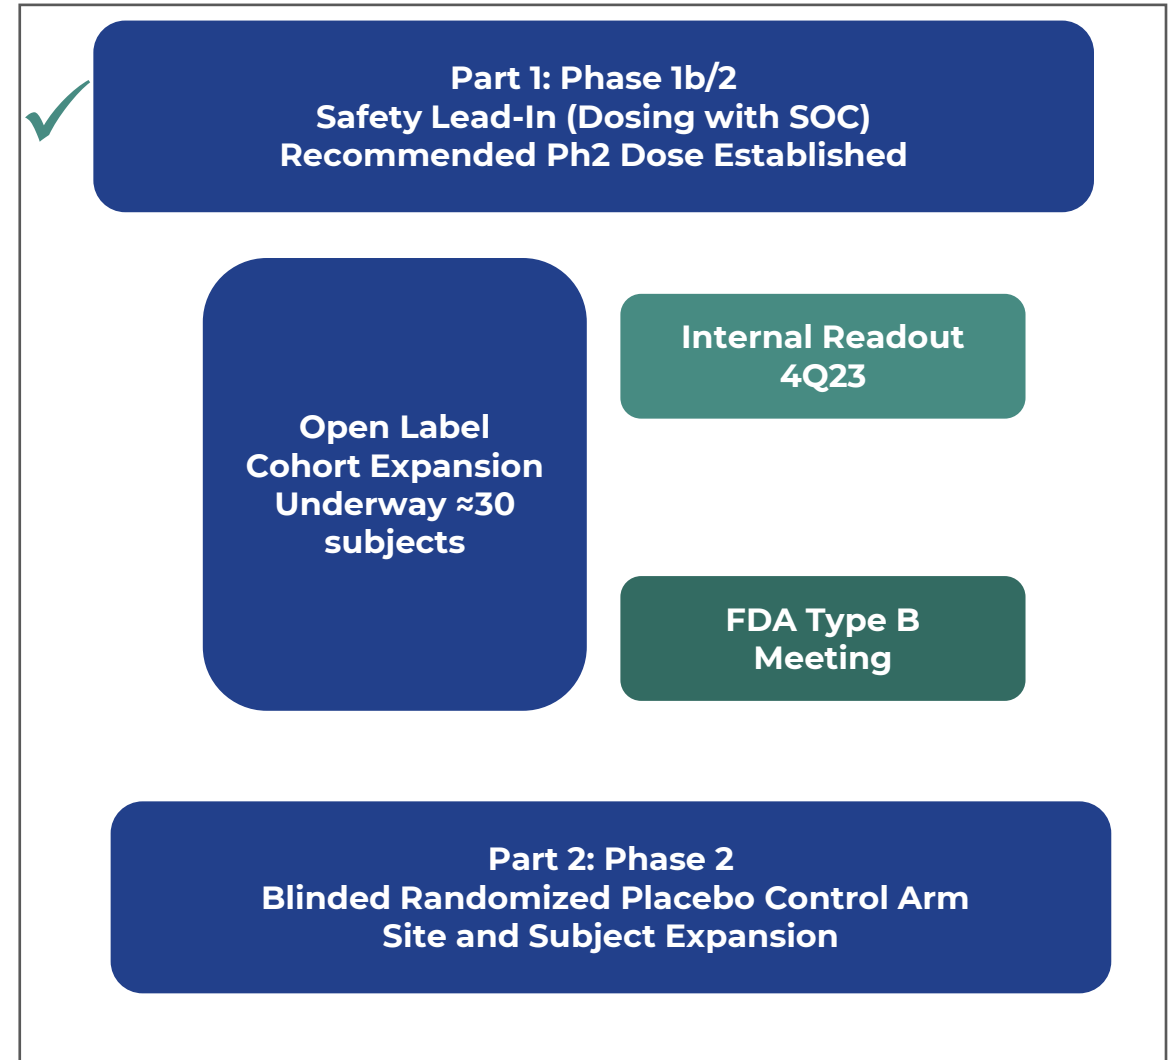 Part 1: Phase 1b/2
Safety Lead-In (Dosing with SOC)
Recommended Ph2 Dose Established
Open Label
Cohort Expansion
Underway ≈30
subjects
Internal Readout
4Q23
FDA Type B
Meeting
Part 2: Phase 2
Blinded Randomized Placebo Control Arm
Site and Subject Expansion